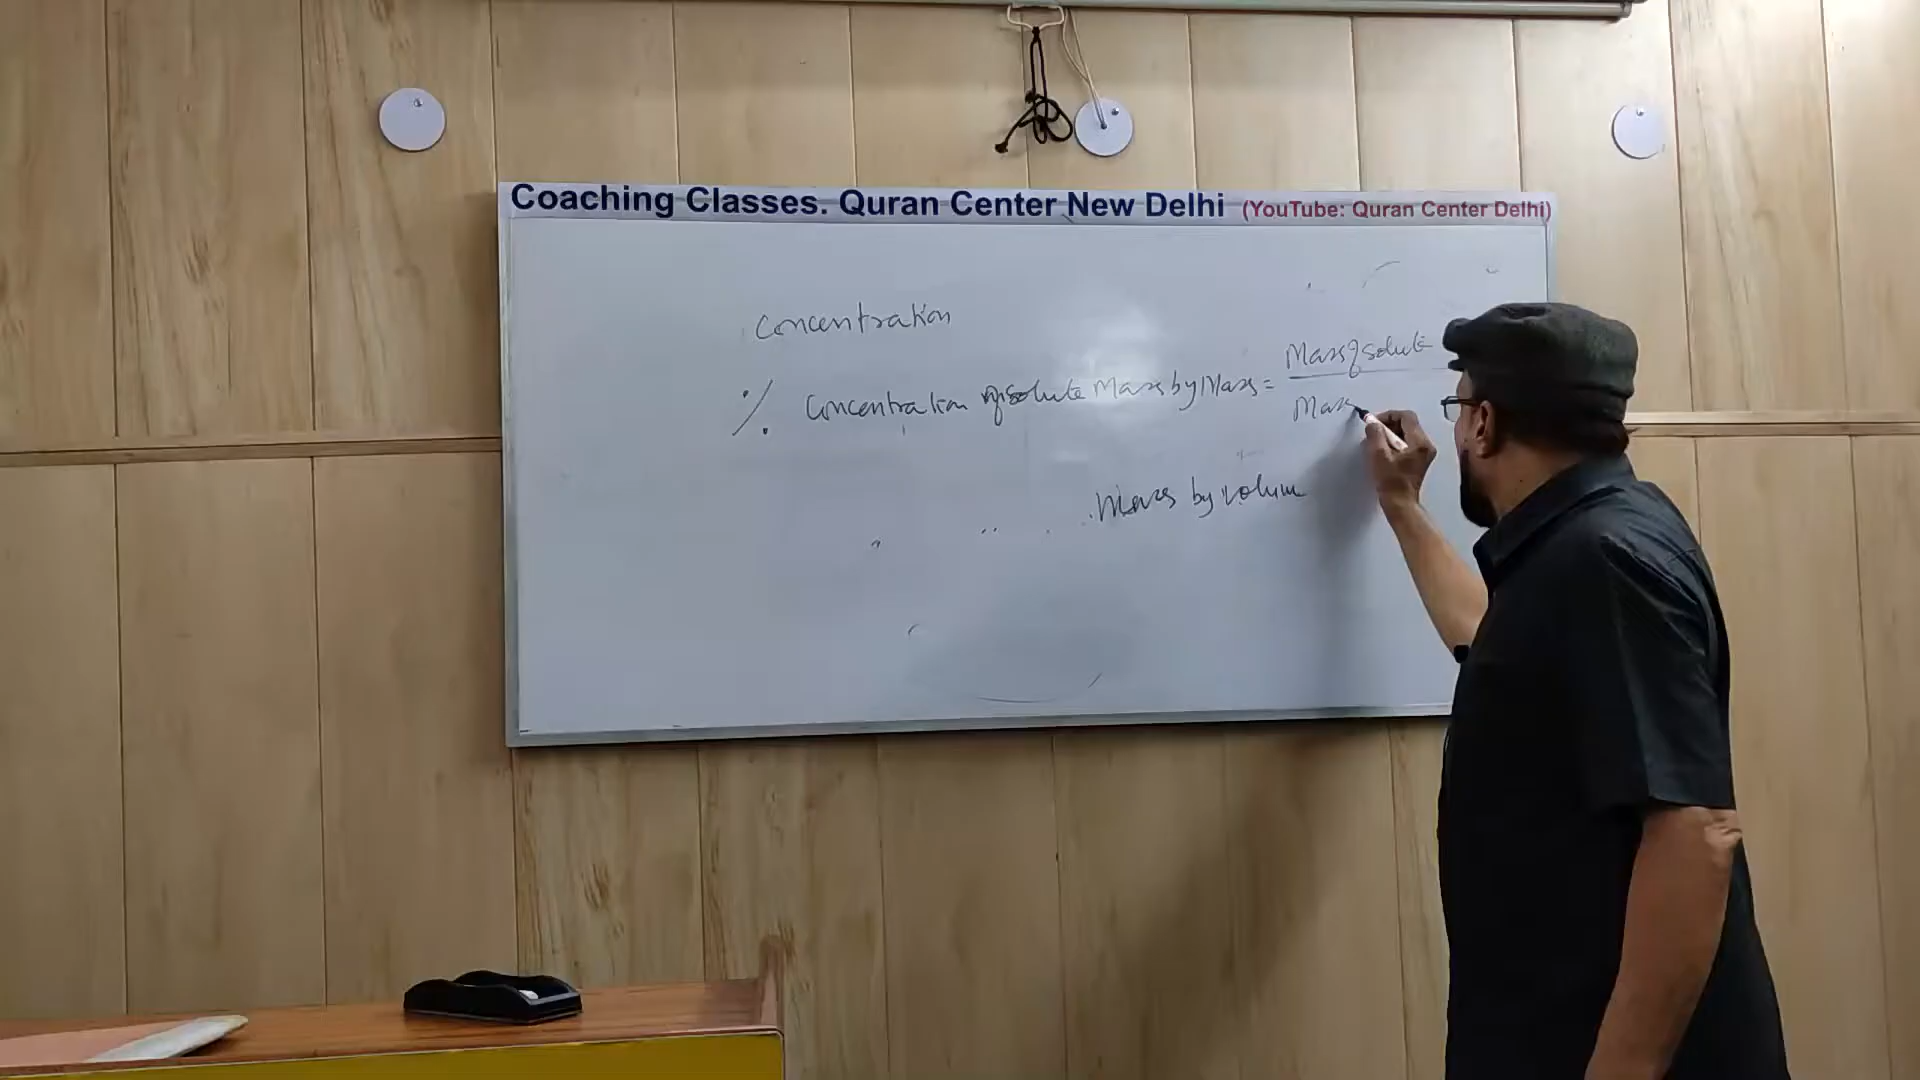 Coaching Classes. Quran Center New Delhi (YouTube: Quran Center Delhi)
Concentration
% Concentration of solute Mass by Mass = Mass of solute
Mass
Mass by volum